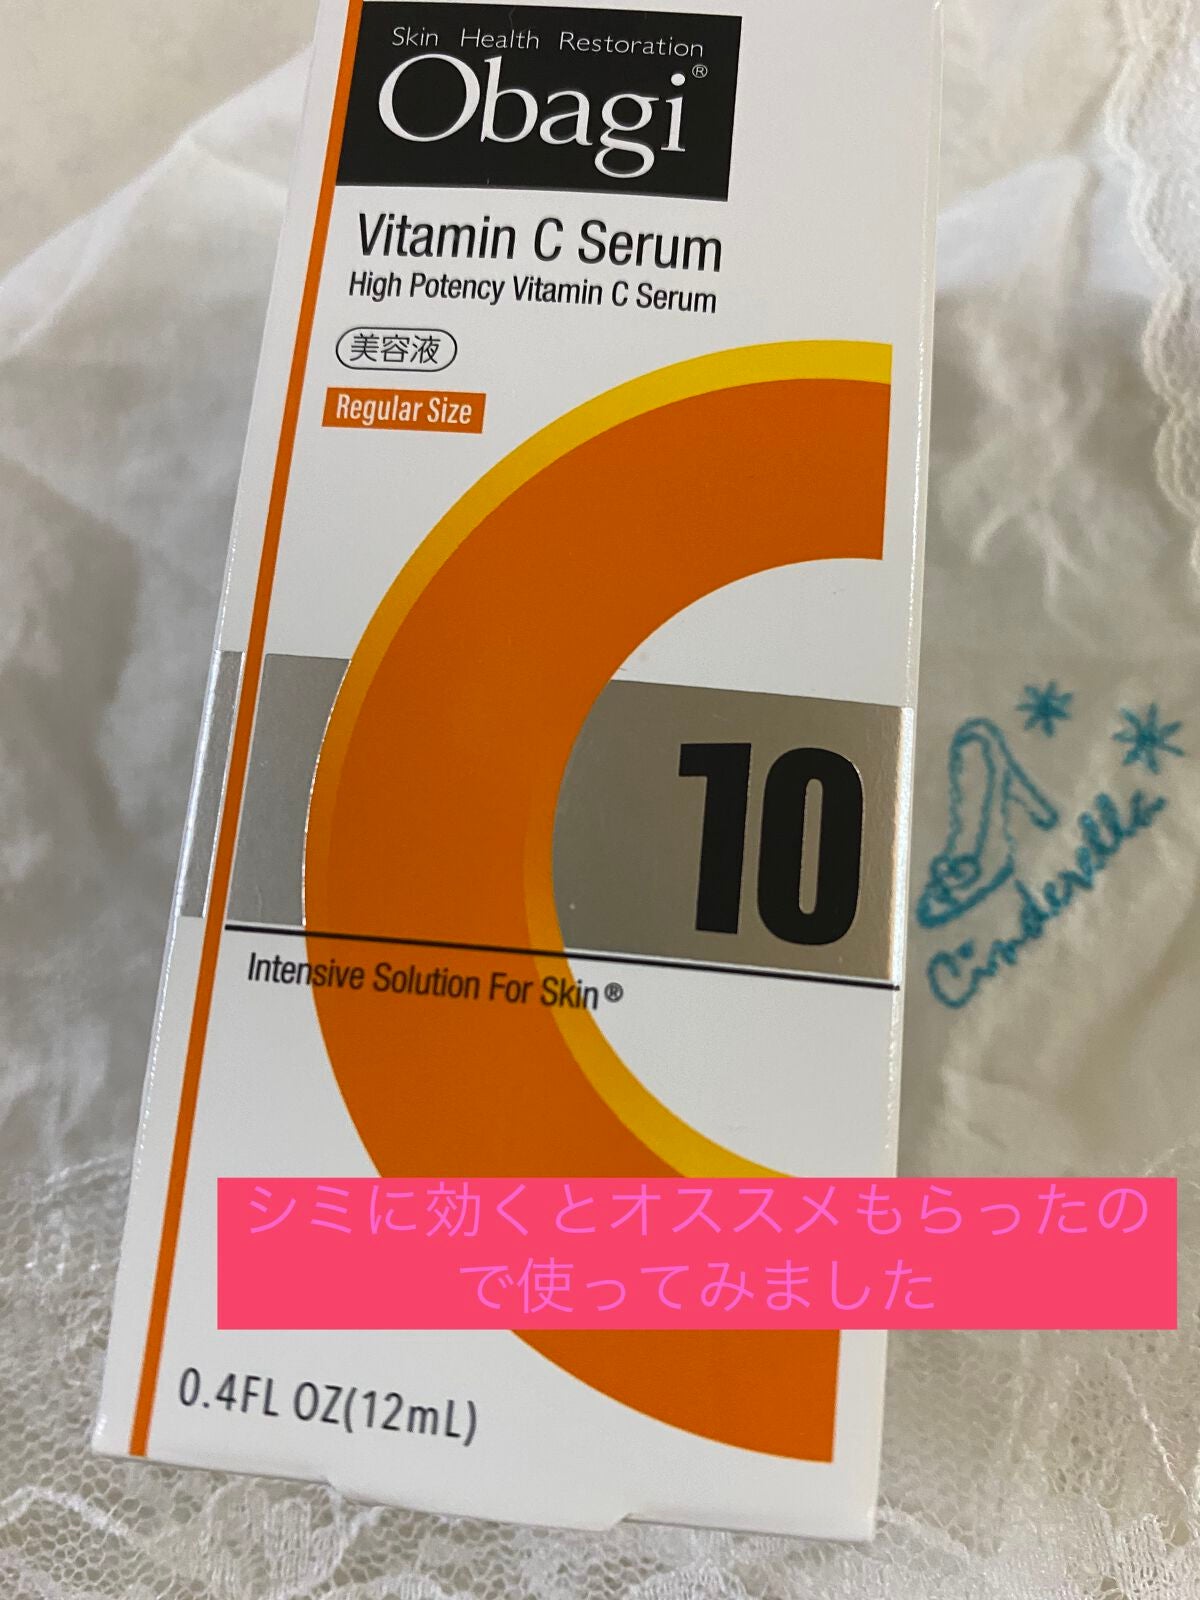 Skin Health Restoration
Obagi®
Vitamin C Serum
High Potency Vitamin C Serum
美容液
Regular Size
10
Intensive Solution For Skin®
Cinderella
シミに効くとオススメもらったの
で使ってみました
0.4FL OZ(12mL)